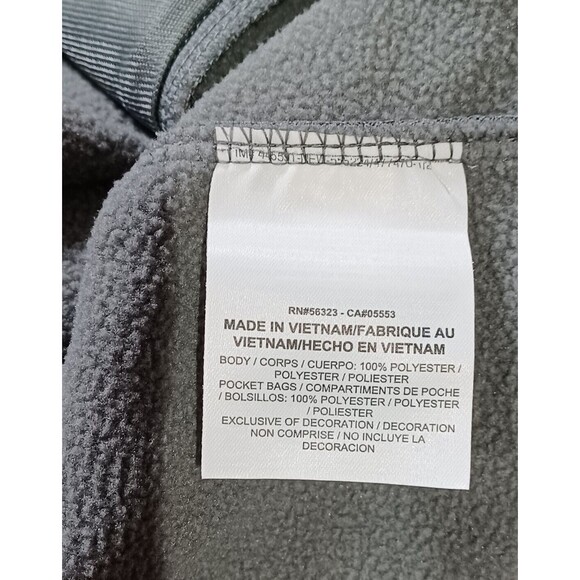 RN#56323 - CA#05553
MADE IN VIETNAM/FABRIQUE AU
VIETNAM/HECHO EN VIETNAM
BODY / CORPS / CUERPO: 100% POLYESTER /
POLYESTER / POLIESTER
POCKET BAGS / COMPARTIMENTS DE POCHE
/ BOLSILLOS: 100% POLYESTER / POLYESTER
/ POLIESTER
EXCLUSIVE OF DECORATION / DECORATION
NON COMPRISE / NO INCLUYE LA
DECORACION